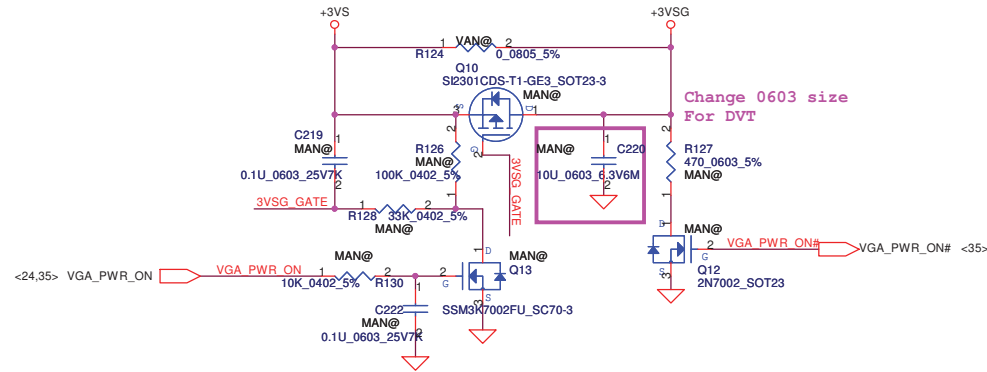 +3VS
+3VSG
1 VAN@ 2
R124 0_0805_5%
Q10
SI2301CDS-T1-GE3_SOT23-3
MAN@
3 S
D 1
G
2
Change 0603 size
For DVT
C219
MAN@
0.1U_0603_25V7K
1
2
2
R126
MAN@
100K_0402_5%
1
3VSG_GATE
MAN@
1
C220
10U_0603_6.3V6M
2
2
R127
470_0603_5%
MAN@
1
3VSG_GATE
1 2
R128 33K_0402_5%
MAN@
1
D
MAN@
Q13
2
G
S
3
SSM3K7002FU_SC70-3
<24,35> VGA_PWR_ON
VGA_PWR_ON
MAN@
1 2
10K_0402_5% R130
1
C222
MAN@
0.1U_0603_25V7K
2
D 1
MAN@
2
G
S
3
Q12
2N7002_SOT23
VGA_PWR_ON#
VGA_PWR_ON# <35>